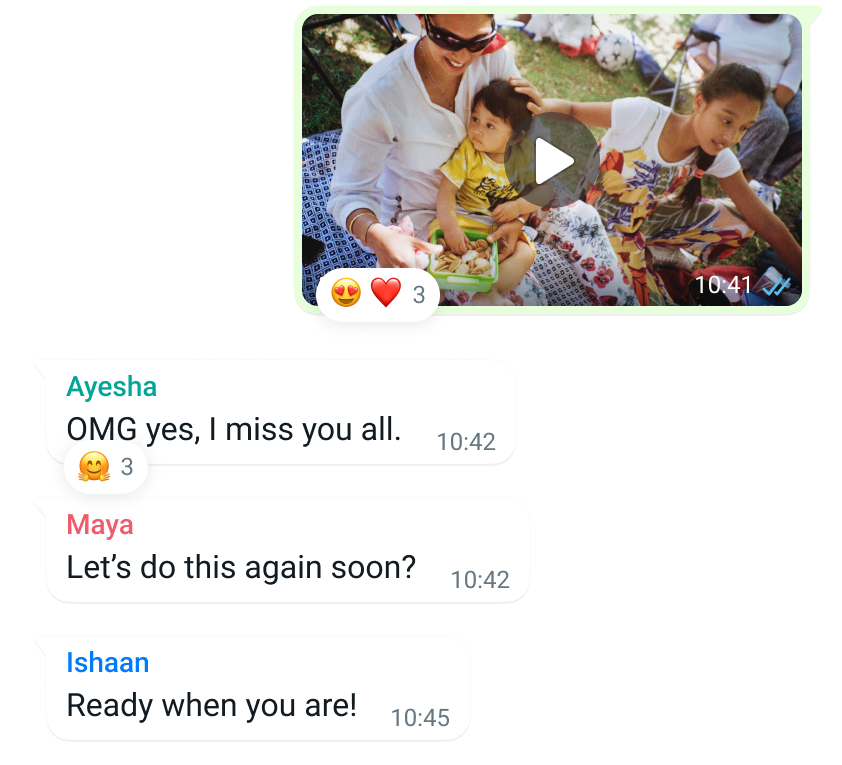 3
10:41
Ayesha
OMG yes, I miss you all.
10:42
3
Maya
Let’s do this again soon?
10:42
Ishaan
Ready when you are!
10:45